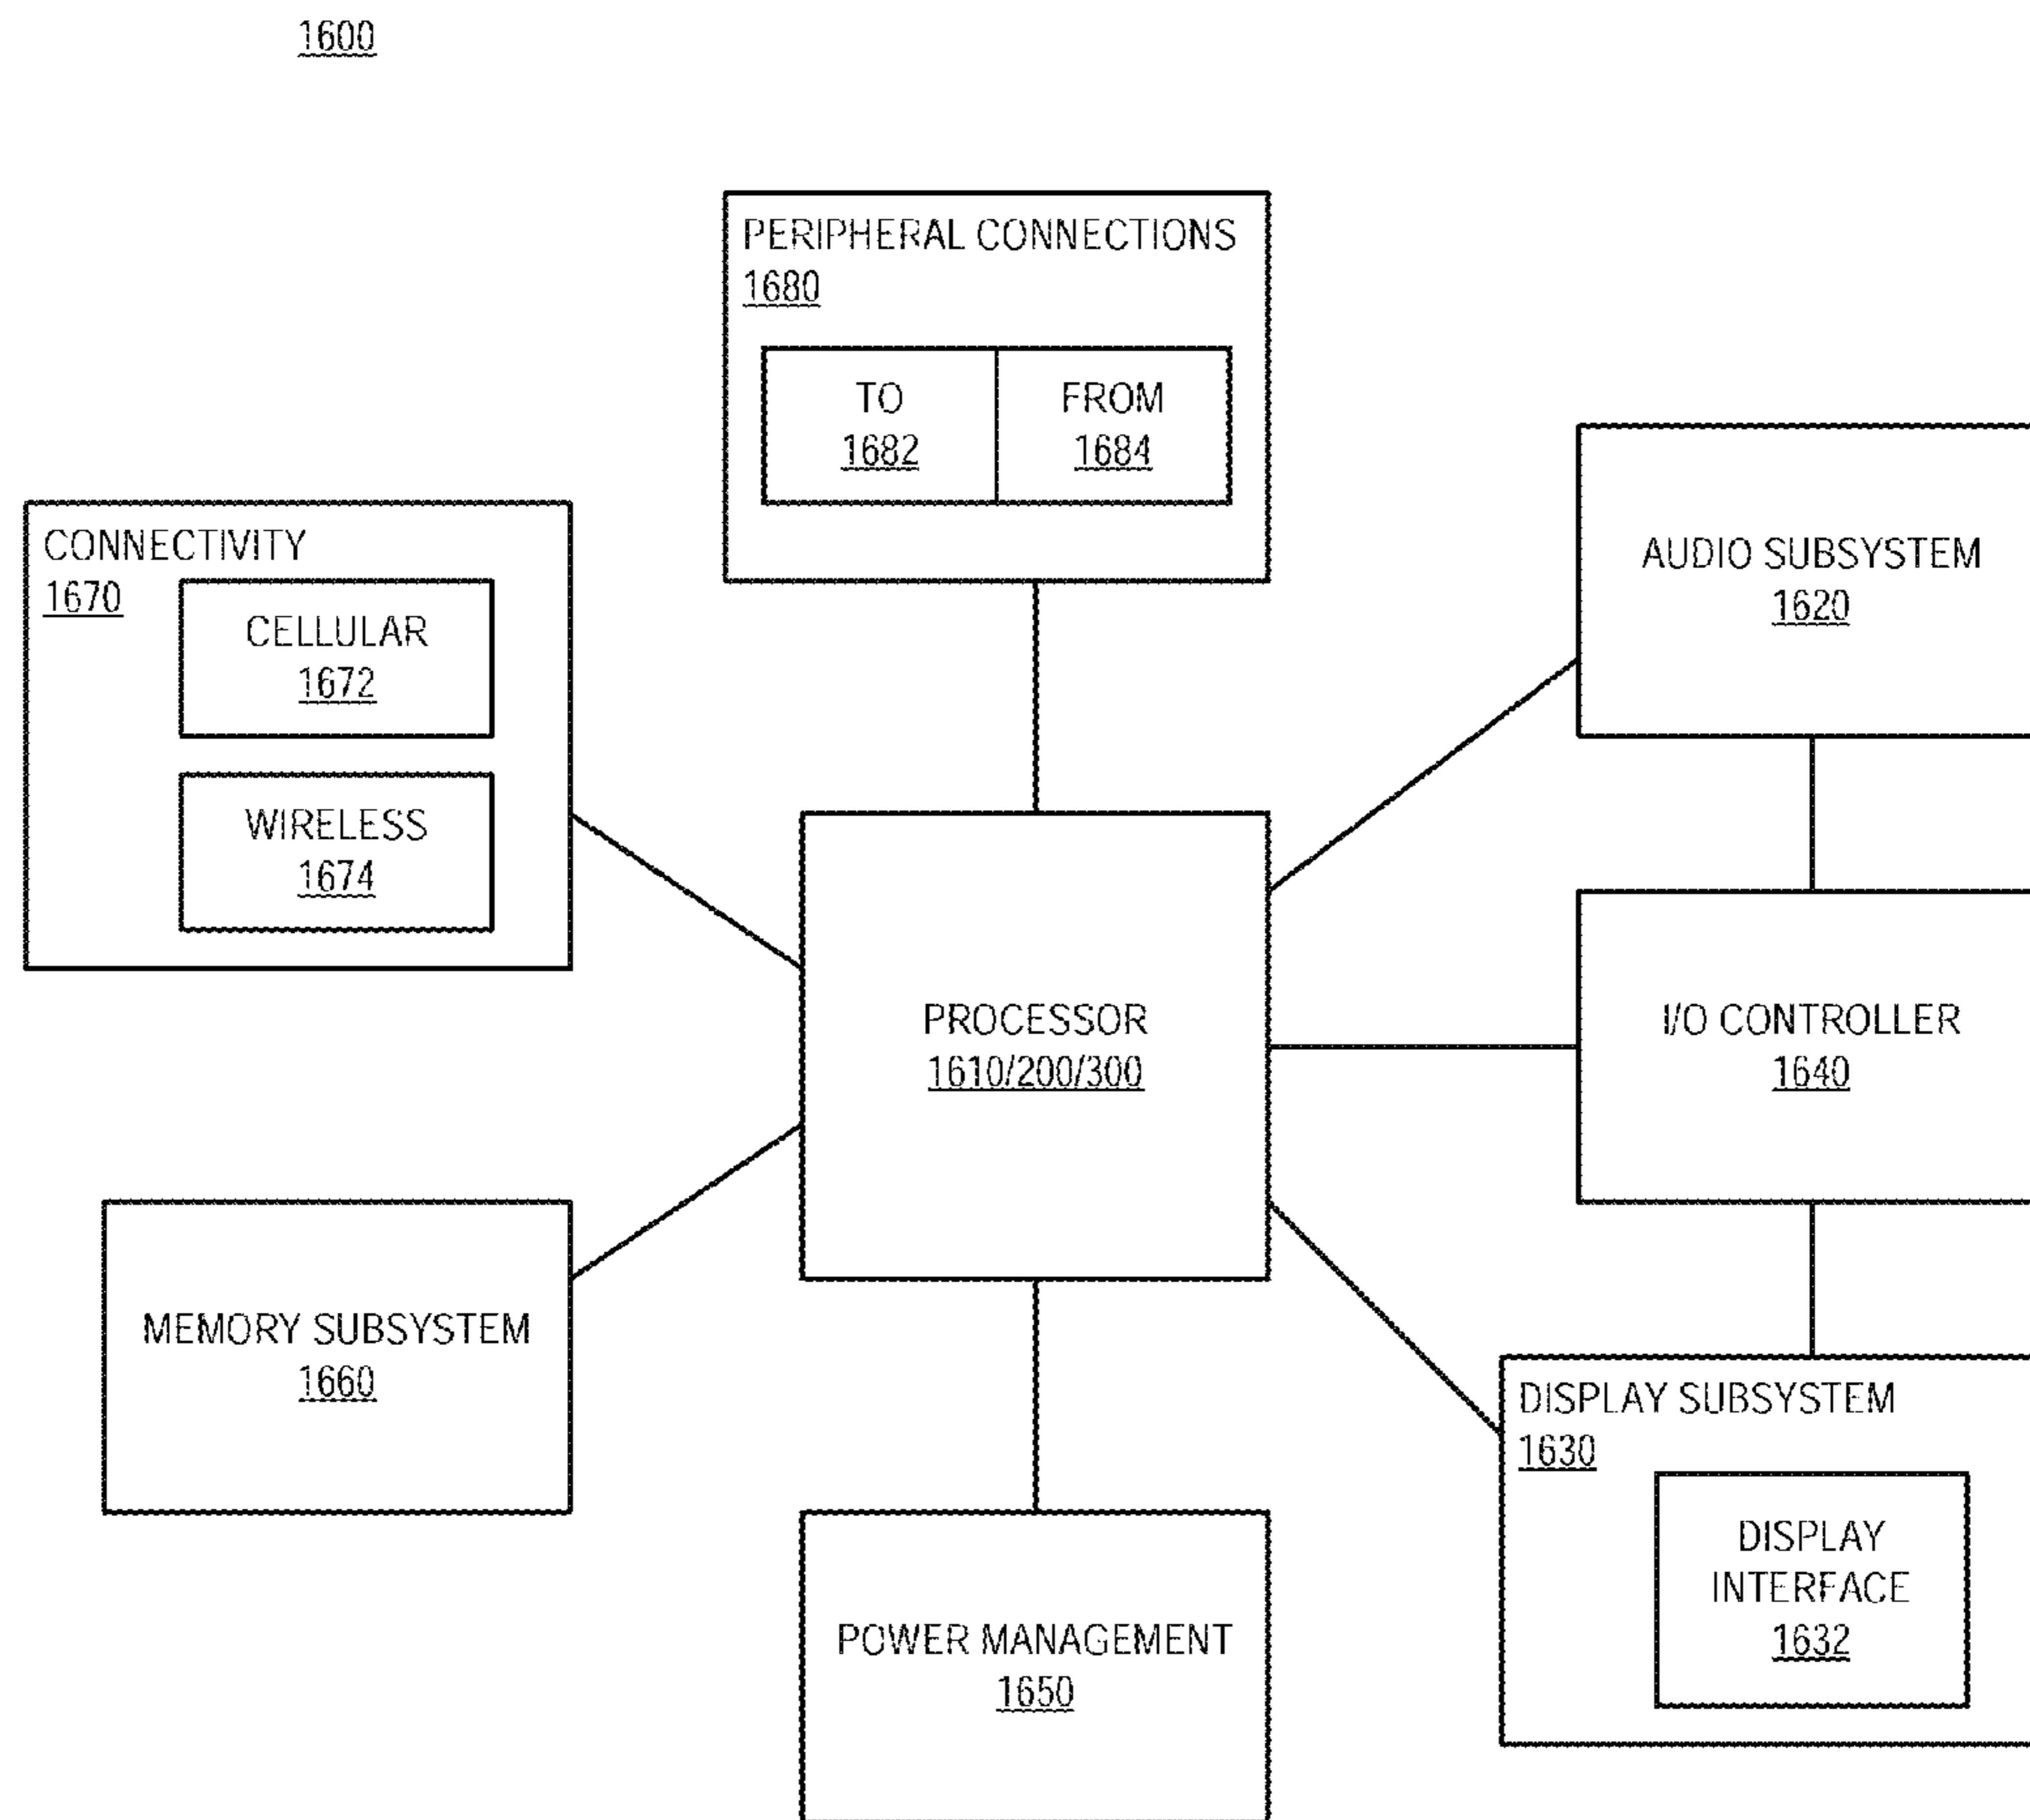 1600
PERIPHERAL CONNECTIONS
1680
TO
1682
FROM
1684
CONNECTIVITY
1670
CELLULAR
1672
WIRELESS
1674
AUDIO SUBSYSTEM
1620
PROCESSOR
1610/200/300
I/O CONTROLLER
1640
MEMORY SUBSYSTEM
1660
DISPLAY SUBSYSTEM
1630
DISPLAY
INTERFACE
1632
POWER MANAGEMENT
1650